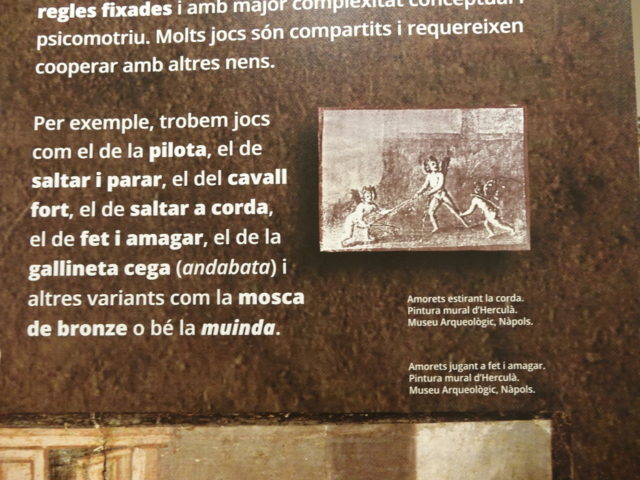 regles fixades i amb major complexitat conceptual i
psicomotriu. Molts jocs són compartits i requereixen
cooperar amb altres nens.
Per exemple, trobem jocs
com el de la pilota, el de
saltar i parar, el del cavall
fort, el de saltar a corda,
el de fet i amagar, el de la
gallineta cega (andabata) i
altres variants com la mosca
de bronze o bé la muinda.
Amorets estirant la corda.
Pintura mural d'Herculà.
Museu Arqueològic, Nàpols.
Amorets jugant a fet i amagar.
Pintura mural d'Herculà.
Museu Arqueològic, Nàpols.